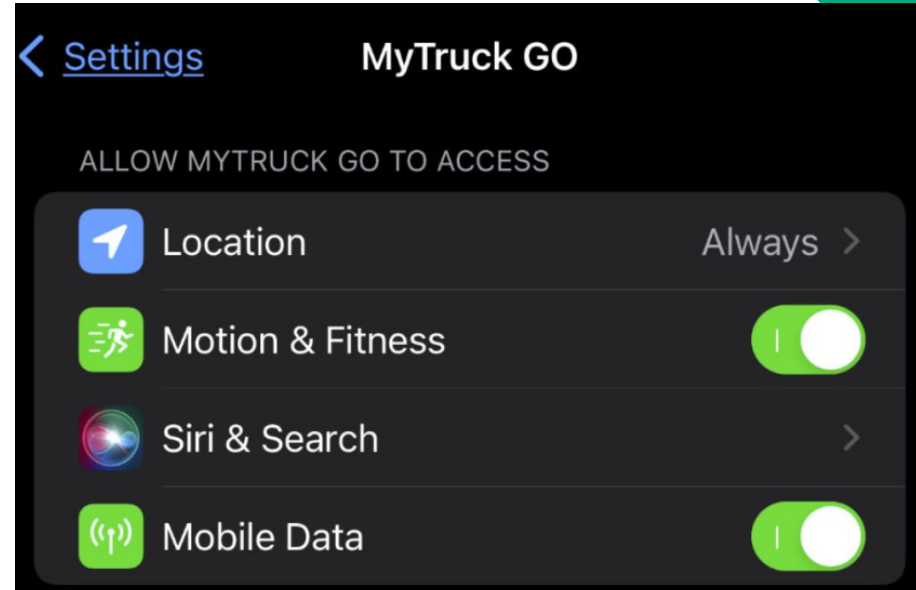 Settings
MyTruck GO
ALLOW MYTRUCK GO TO ACCESS
Location Always
Motion & Fitness
Siri & Search
Mobile Data